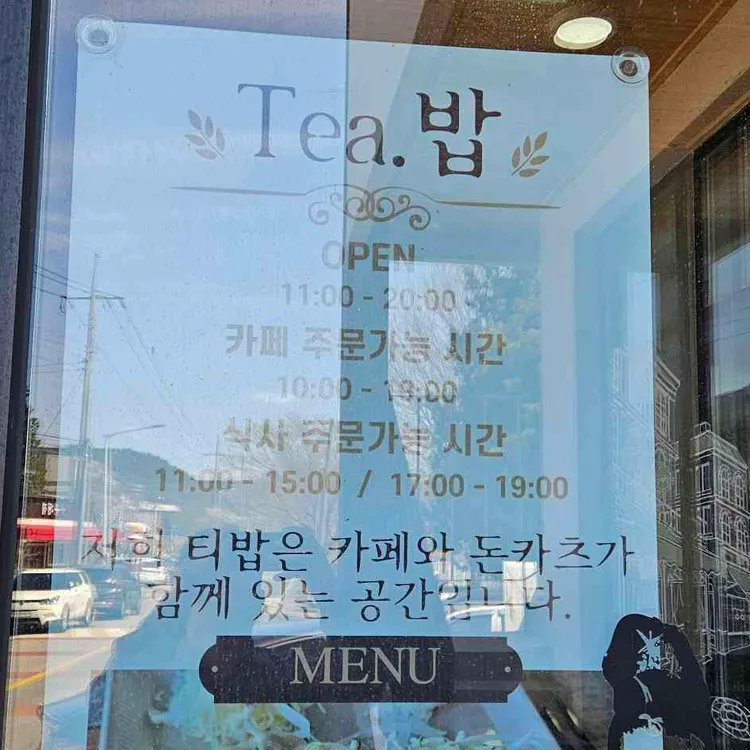 Tea.밥
OPEN
11:00 - 20:00
카페 주문가능 시간
10:00 - 19:00
식사 주문가능 시간
11:00 - 15:00 / 17:00 - 19:00
저희 티밥은 카페와 돈카츠가
함께 있는 공간입니다.
MENU